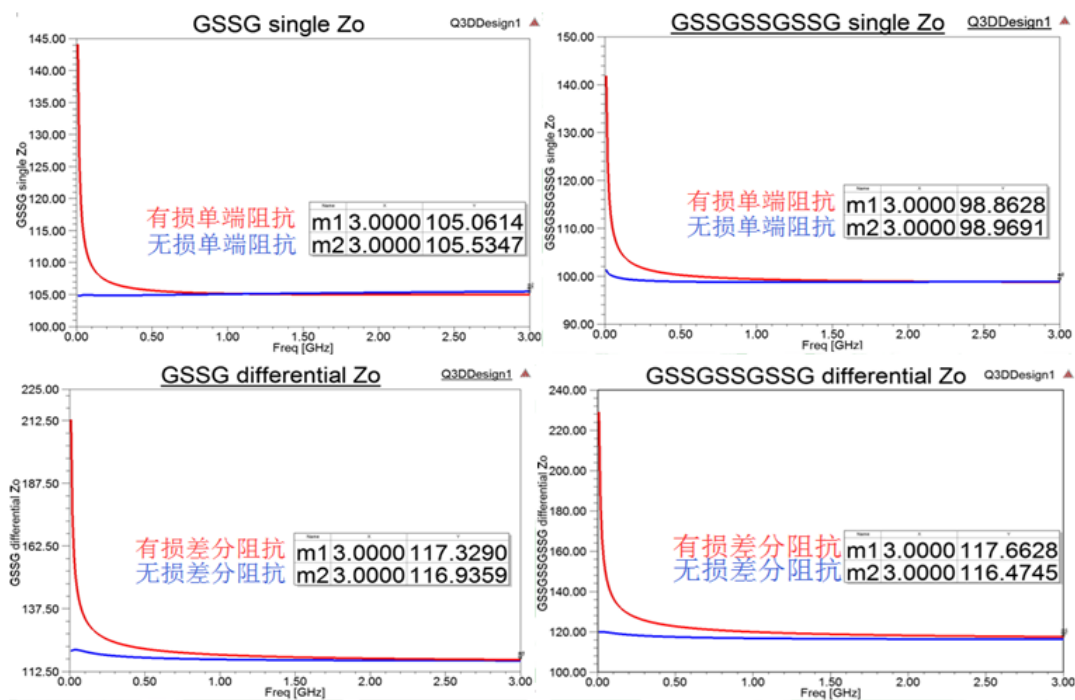 GSSG single Zo
Q3DDesign1
145.00
140.00
135.00
130.00
125.00
120.00
115.00
110.00
105.00
100.00
GSSG single Zo
有损单端阻抗
无损单端阻抗
Name X Y
m1 3.0000 105.0614
m2 3.0000 105.5347
0.00 0.50 1.00 1.50 2.00 2.50 3.00
Freq [GHz]
GSSGSSGSSG single Zo
Q3DDesign1
150.00
140.00
130.00
120.00
110.00
100.00
90.00
GSSGSSGSSG single Zo
有损单端阻抗
无损单端阻抗
Name X Y
m1 3.0000 98.8628
m2 3.0000 98.9691
0.00 0.50 1.00 1.50 2.00 2.50 3.00
Freq [GHz]
GSSG differential Zo
Q3DDesign1
225.00
212.50
187.50
162.50
137.50
112.50
GSSG differential Zo
有损差分阻抗
无损差分阻抗
Name X Y
m1 3.0000 117.3290
m2 3.0000 116.9359
0.00 0.50 1.00 1.50 2.00 2.50 3.00
Freq [GHz]
GSSGSSGSSG differential Zo
Q3DDesign1
240.00
220.00
200.00
180.00
160.00
140.00
120.00
100.00
GSSGSSGSSG differential Zo
有损差分阻抗
无损差分阻抗
Name X Y
m1 3.0000 117.6628
m2 3.0000 116.4745
0.00 0.50 1.00 1.50 2.00 2.50 3.00
Freq [GHz]